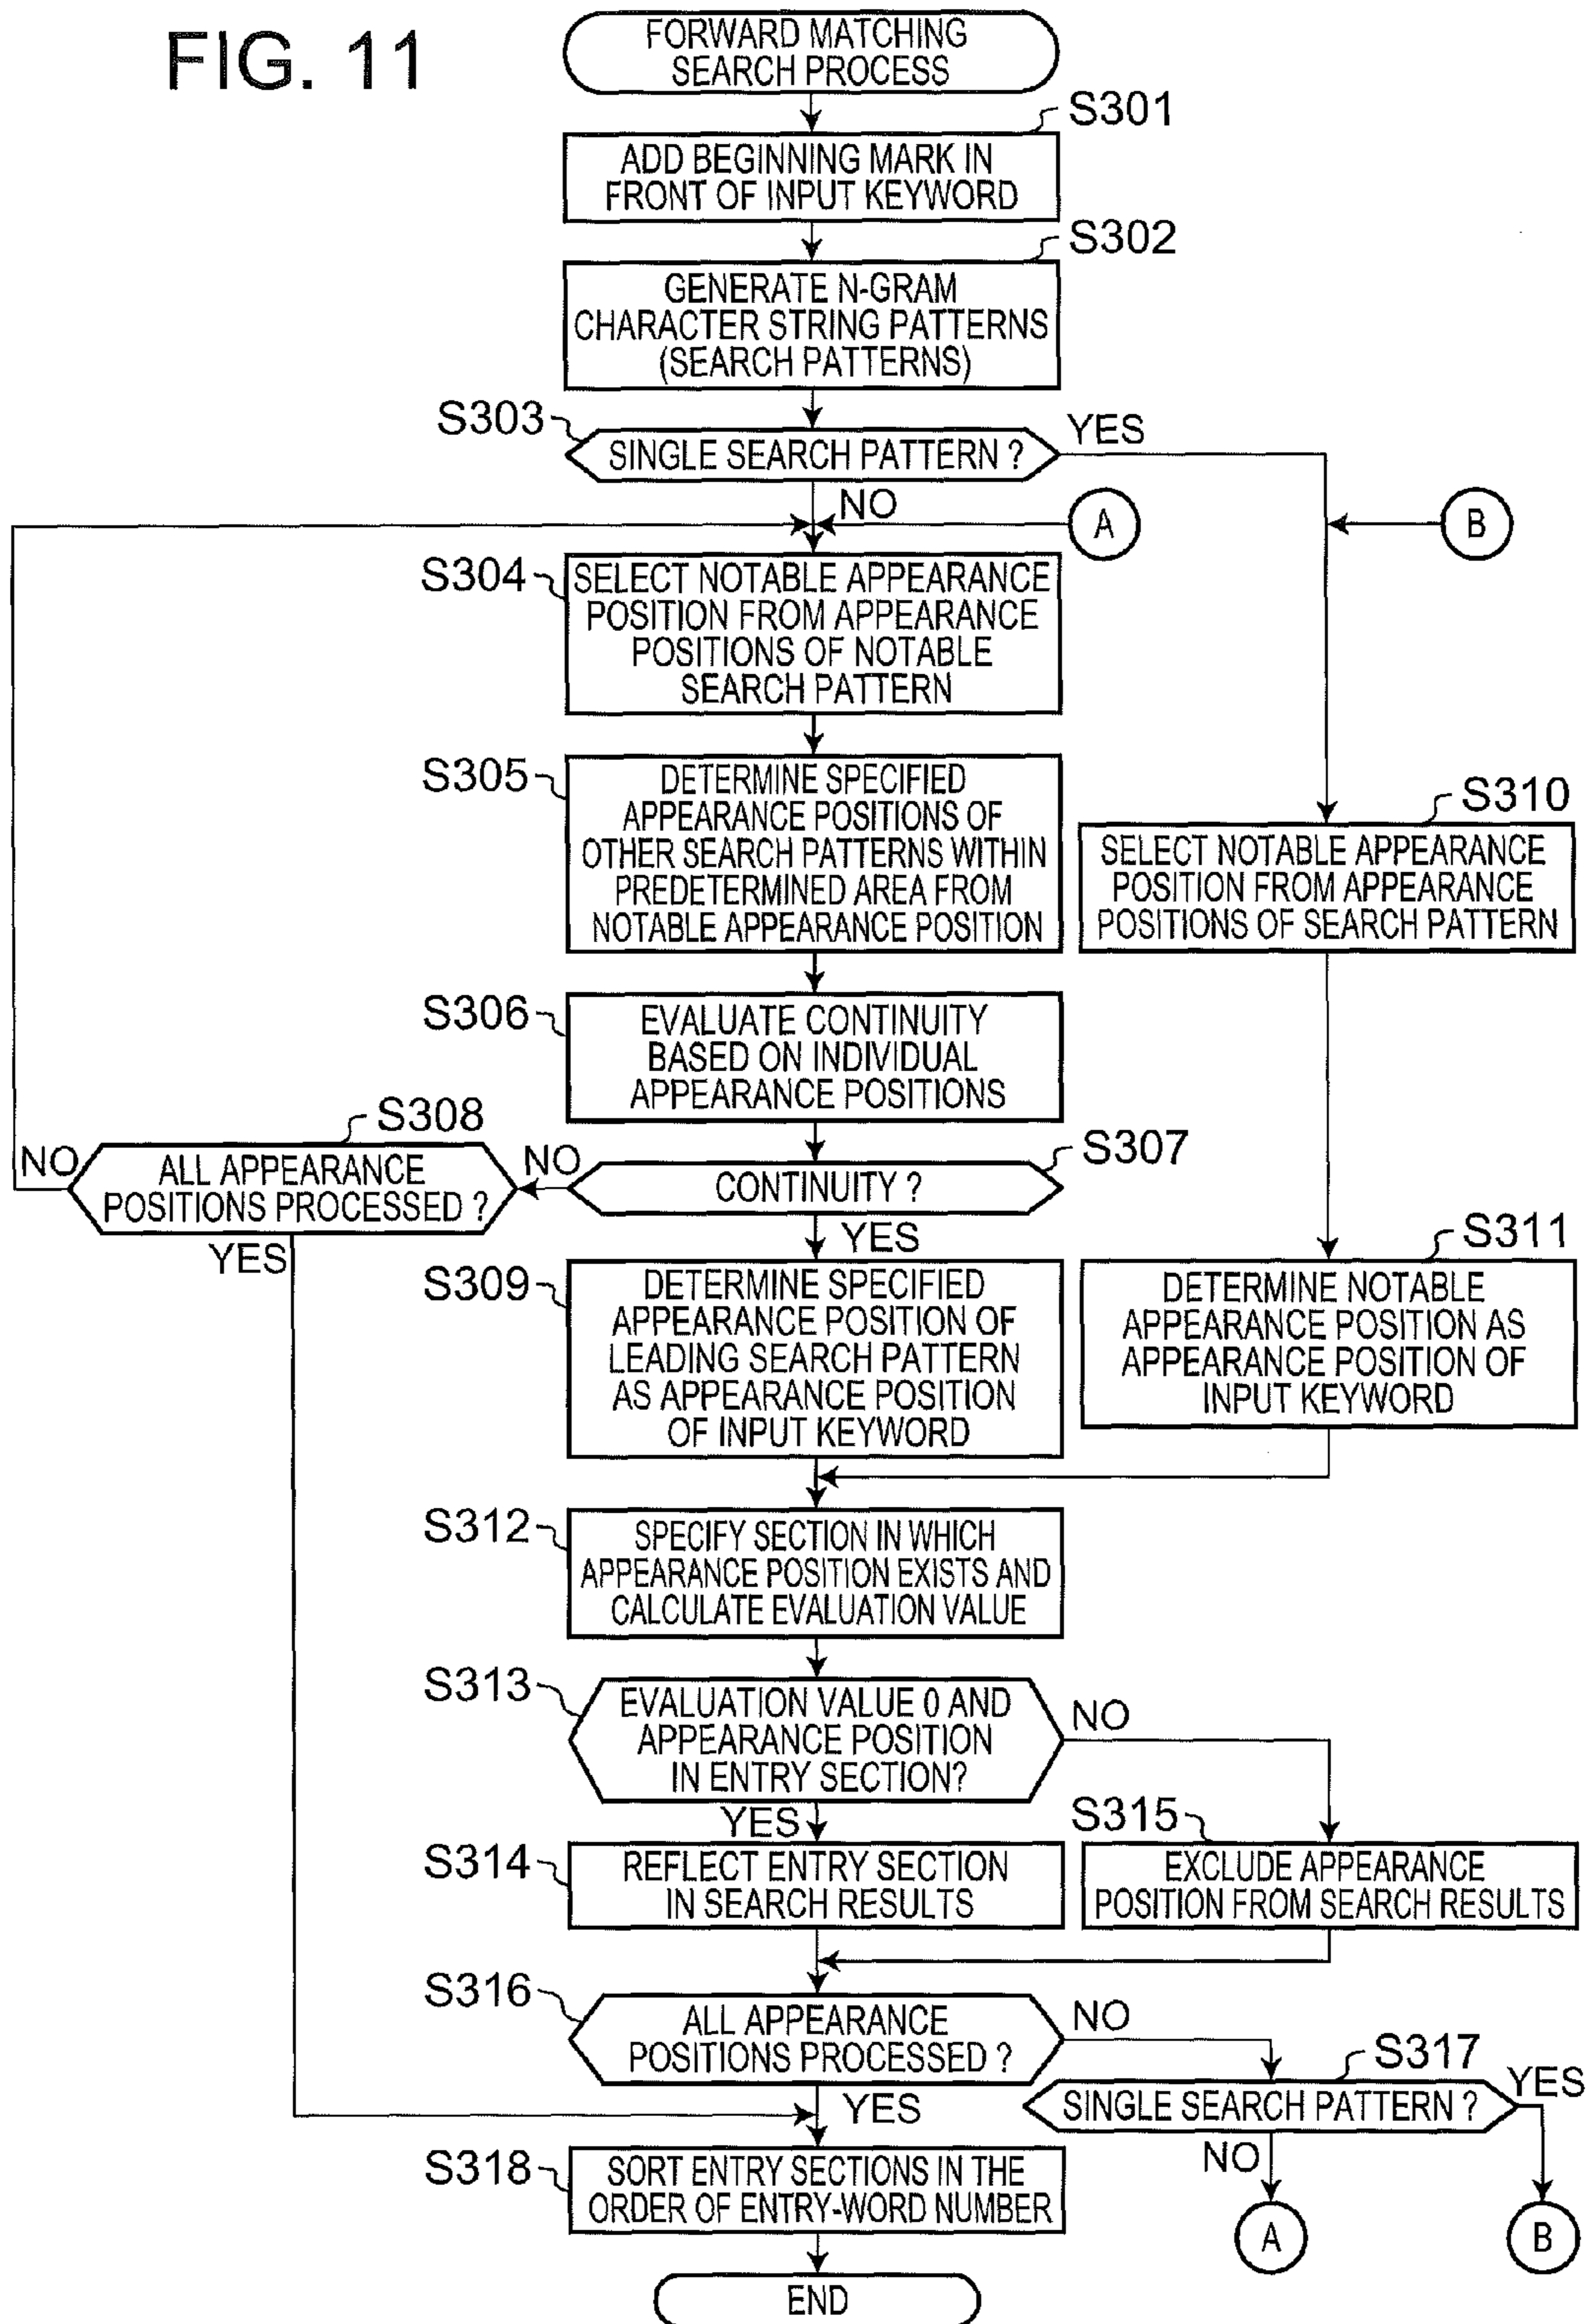 FIG. 11
FORWARD MATCHING
SEARCH PROCESS
S301
ADD BEGINNING MARK IN
FRONT OF INPUT KEYWORD
S302
GENERATE N-GRAM
CHARACTER STRING PATTERNS
(SEARCH PATTERNS)
S303
SINGLE SEARCH PATTERN ?
YES
NO
A
B
S304
SELECT NOTABLE APPEARANCE
POSITION FROM APPEARANCE
POSITIONS OF NOTABLE
SEARCH PATTERN
S305
DETERMINE SPECIFIED
APPEARANCE POSITIONS OF
OTHER SEARCH PATTERNS WITHIN
PREDETERMINED AREA FROM
NOTABLE APPEARANCE POSITION
S310
SELECT NOTABLE APPEARANCE
POSITION FROM APPEARANCE
POSITIONS OF SEARCH PATTERN
S306
EVALUATE CONTINUITY
BASED ON INDIVIDUAL
APPEARANCE POSITIONS
S308
NO
ALL APPEARANCE
POSITIONS PROCESSED ?
YES
NO
S307
CONTINUITY ?
YES
S309
DETERMINE SPECIFIED
APPEARANCE POSITION OF
LEADING SEARCH PATTERN
AS APPEARANCE POSITION
OF INPUT KEYWORD
S311
DETERMINE NOTABLE
APPEARANCE POSITION AS
APPEARANCE POSITION OF
INPUT KEYWORD
S312
SPECIFY SECTION IN WHICH
APPEARANCE POSITION EXISTS AND
CALCULATE EVALUATION VALUE
S313
EVALUATION VALUE 0 AND
APPEARANCE POSITION
IN ENTRY SECTION?
NO
YES
S314
REFLECT ENTRY SECTION
IN SEARCH RESULTS
S315
EXCLUDE APPEARANCE
POSITION FROM SEARCH RESULTS
S316
ALL APPEARANCE
POSITIONS PROCESSED ?
NO
YES
S317
SINGLE SEARCH PATTERN ?
YES
NO
S318
SORT ENTRY SECTIONS IN THE
ORDER OF ENTRY-WORD NUMBER
A
B
END